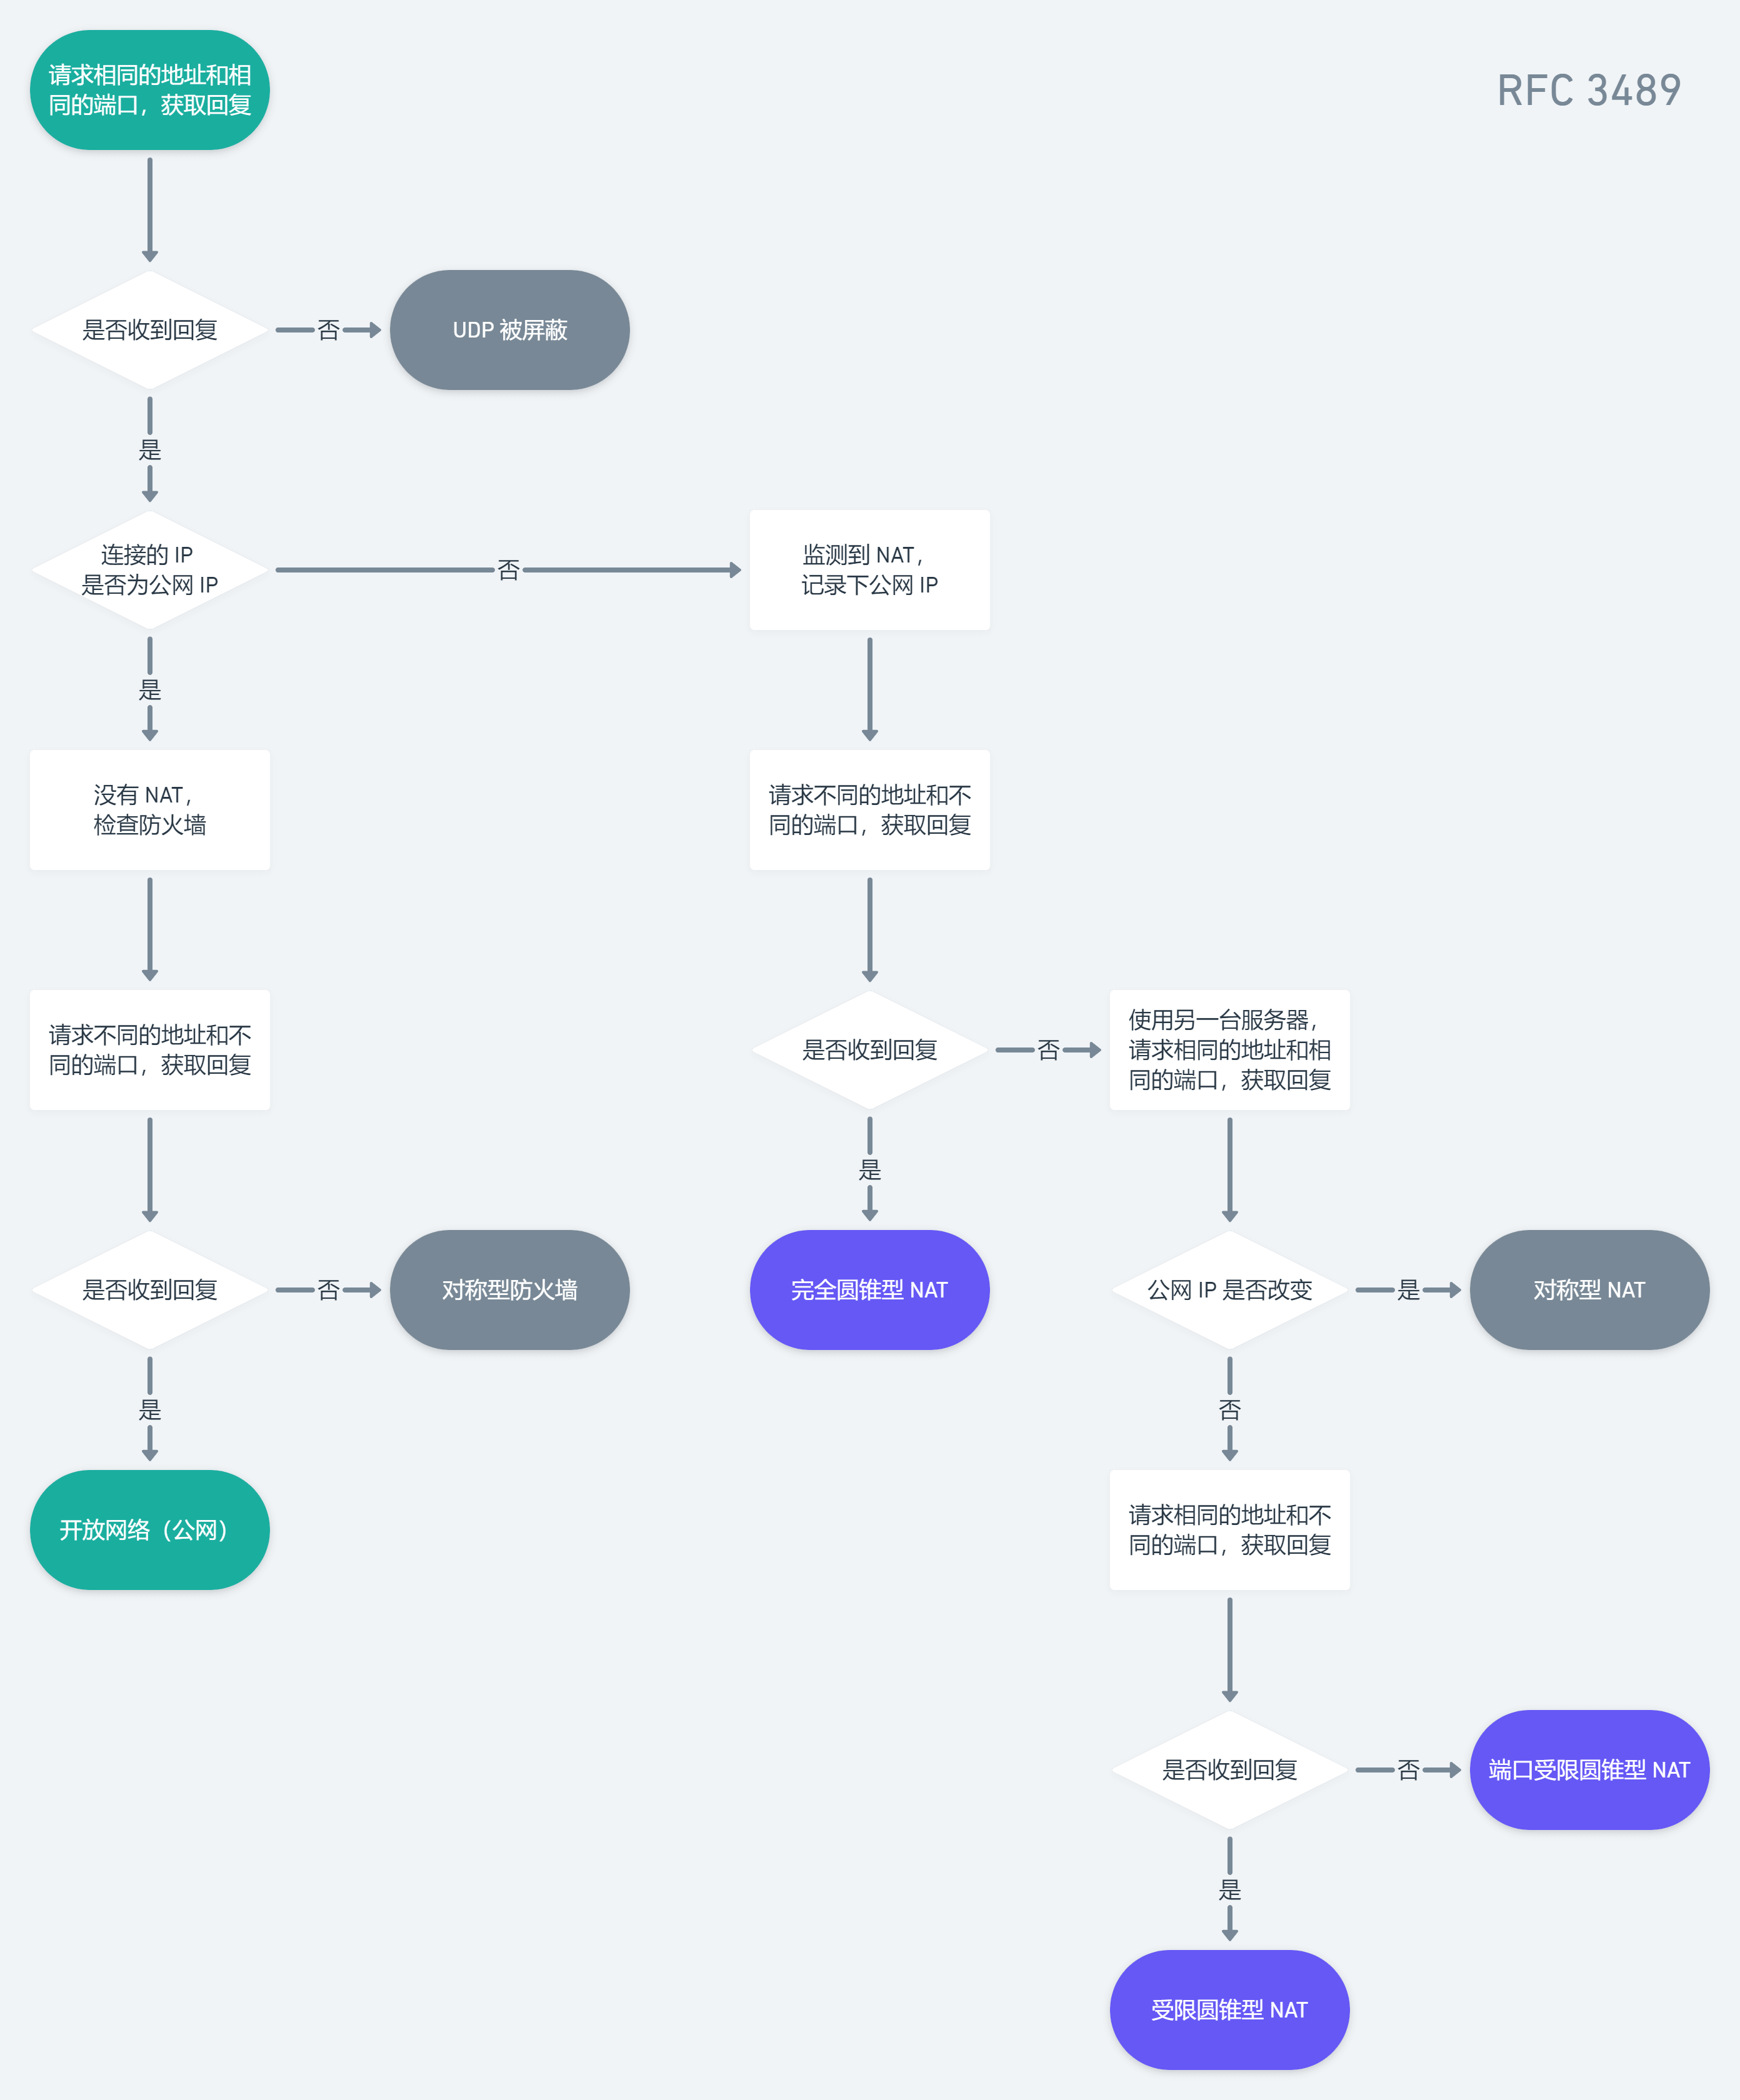 请求相同的地址和相
同的端口，获取回复
RFC 3489
是否收到回复
否
UDP 被屏蔽
是
连接的 IP
是否为公网 IP
否
监测到 NAT，
记录下公网 IP
是
没有 NAT，
检查防火墙
请求不同的地址和不
同的端口，获取回复
请求不同的地址和不
同的端口，获取回复
是否收到回复
否
使用另一台服务器，
请求相同的地址和相
同的端口，获取回复
是
是否收到回复
否
对称型防火墙
完全圆锥型 NAT
公网 IP 是否改变
是
对称型 NAT
是
否
开放网络（公网）
请求相同的地址和不
同的端口，获取回复
是否收到回复
否
端口受限圆锥型 NAT
是
受限圆锥型 NAT